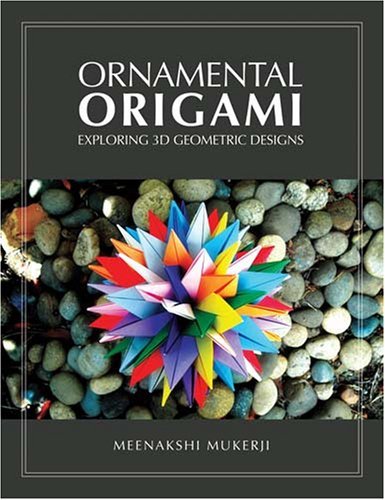 ORNAMENTAL
ORIGAMI
EXPLORING 3D GEOMETRIC DESIGNS
MEENAKSHI MUKERJI